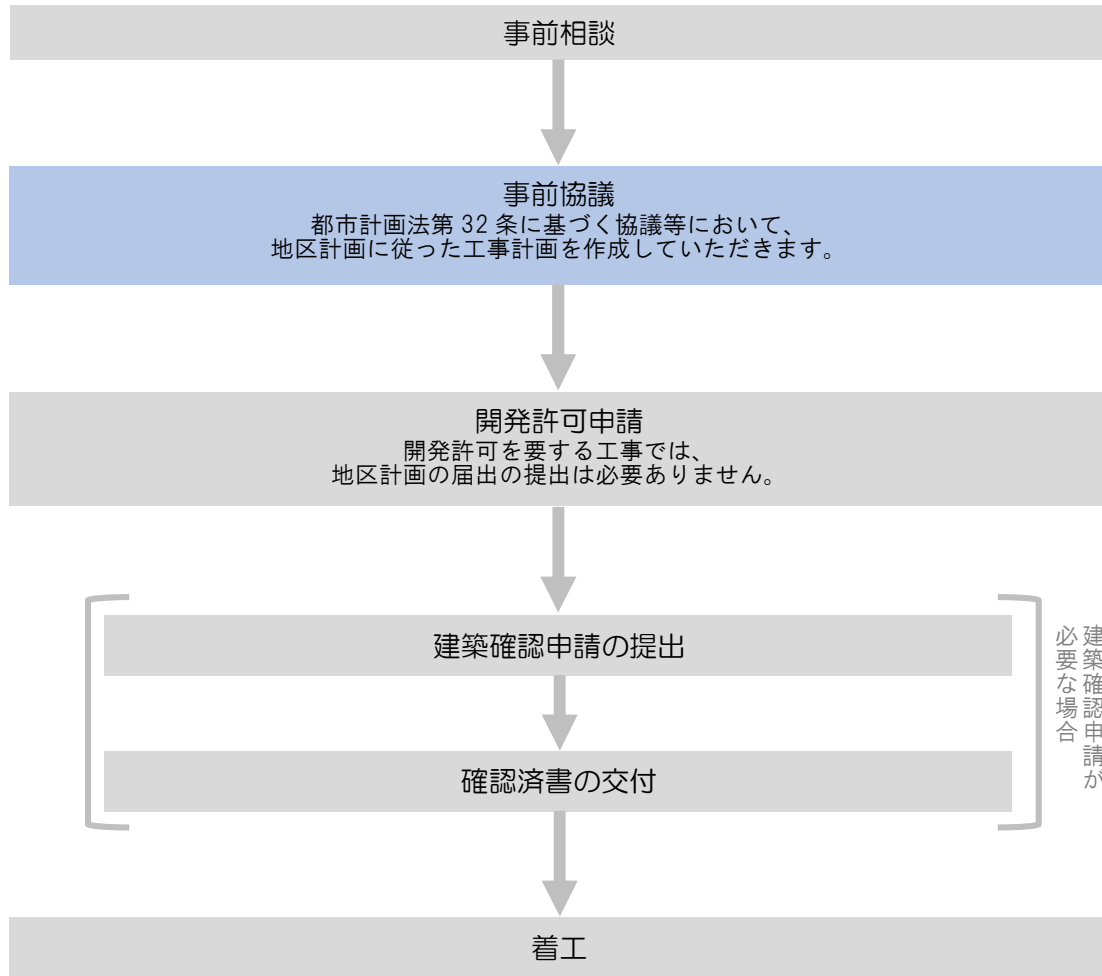 事前相談
事前協議
都市計画法第 32 条に基づく協議等において、
地区計画に従った工事計画を作成していただきます。
開発許可申請
開発許可を要する工事では、
地区計画の届出の提出は必要ありません。
建築確認申請の提出
確認済書の交付
建築確認申請が
必要な場合
着工